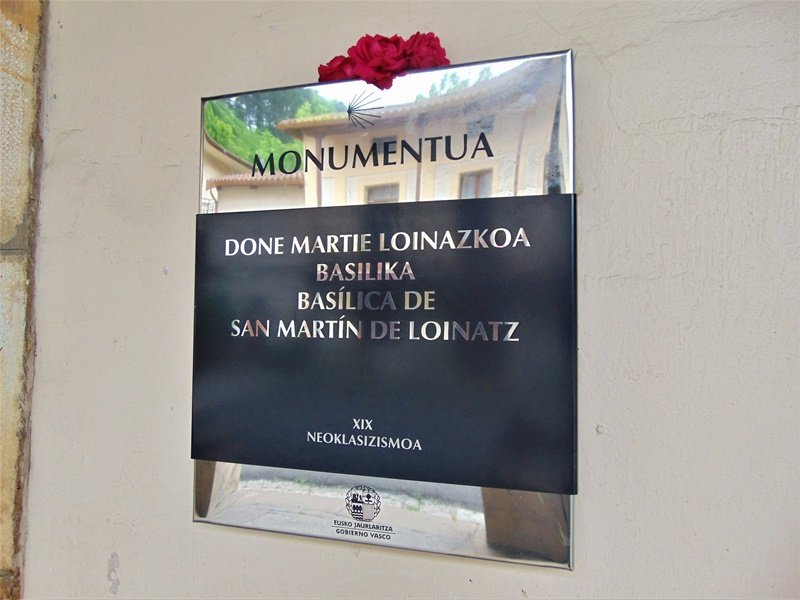 MONUMENTUA
DONE MARTIE LOINAZKOA
BASILIKA
BASÍLICA DE
SAN MARTÍN DE LOINATZ
XIX
NEOKLASIZISMOA
EUSKO JAURLARITZA
GOBIERNO VASCO